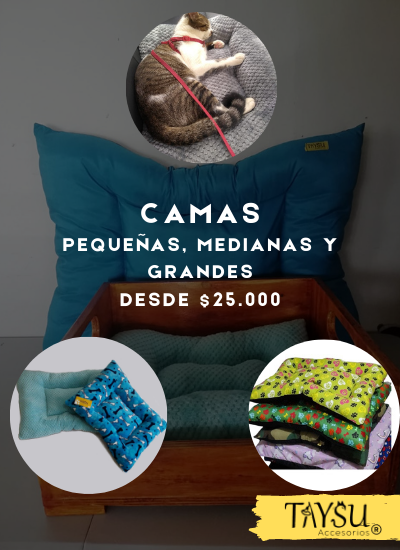 CAMAS
PEQUEÑAS, MEDIANAS Y
GRANDES
DESDE $25.000
TAYSU
Accesorios ®